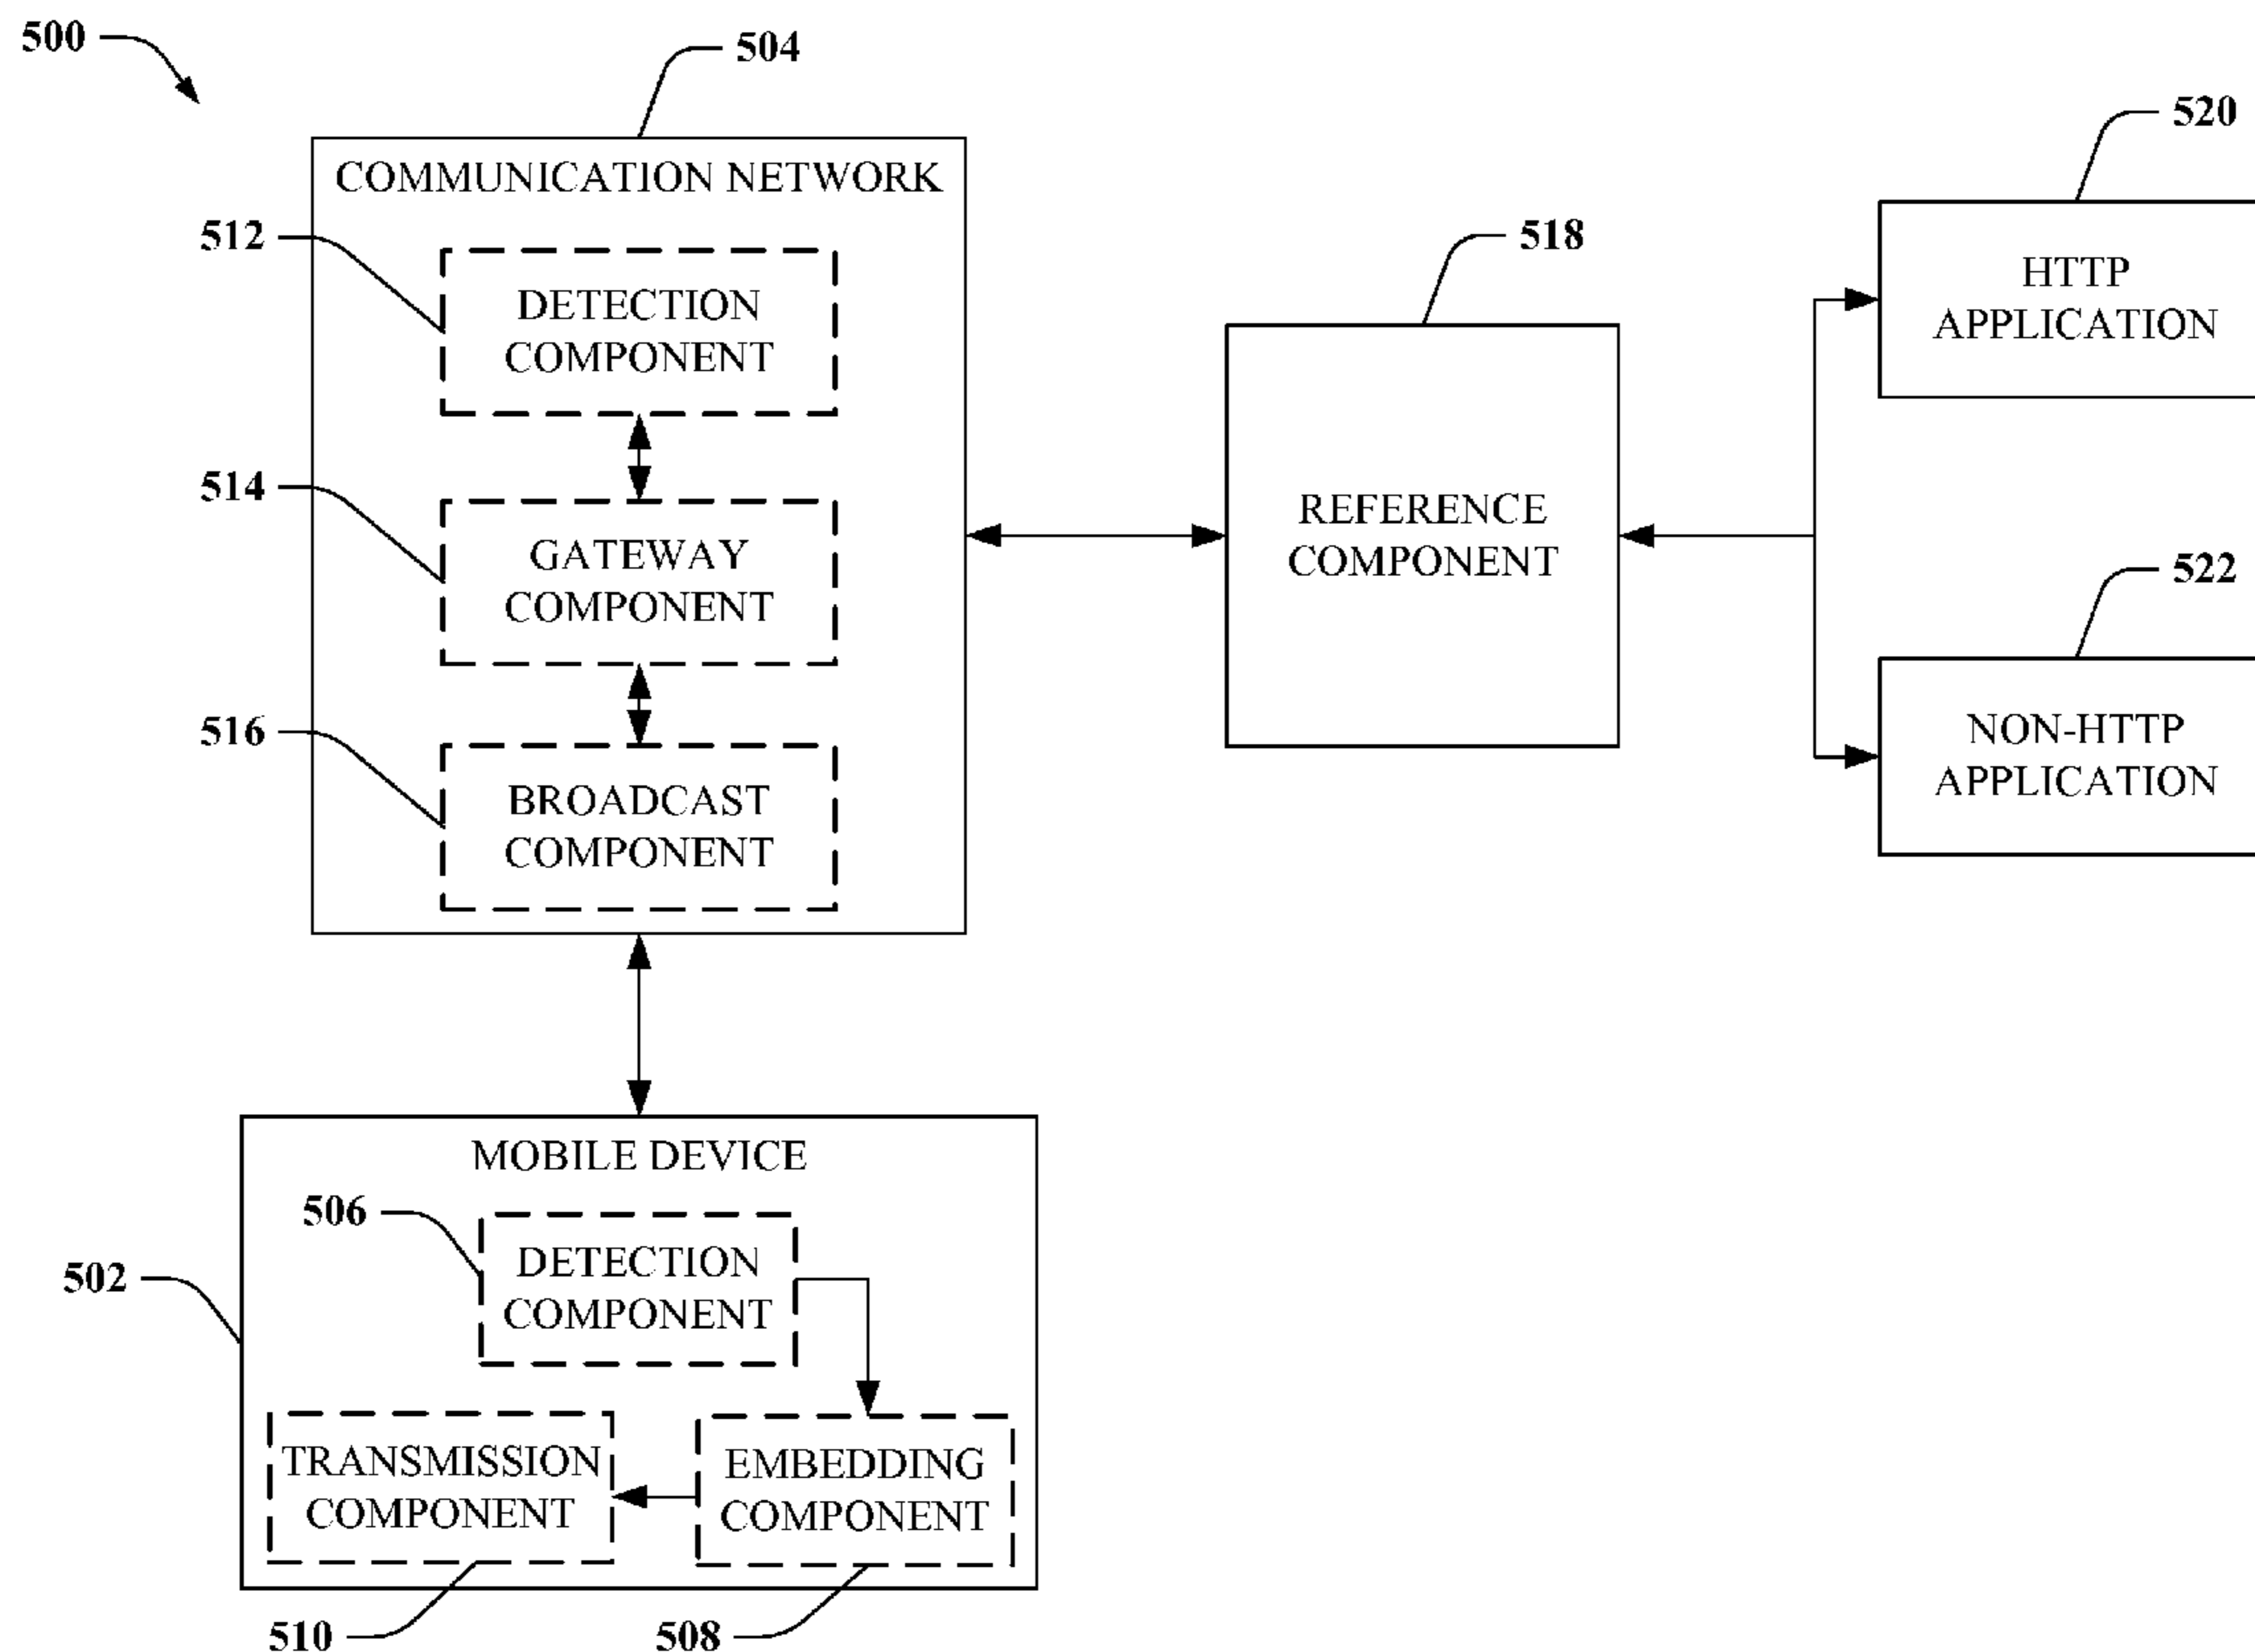 500
504
COMMUNICATION NETWORK
512
DETECTION
COMPONENT
514
GATEWAY
COMPONENT
516
BROADCAST
COMPONENT
518
REFERENCE
COMPONENT
520
HTTP
APPLICATION
522
NON-HTTP
APPLICATION
MOBILE DEVICE
506
DETECTION
COMPONENT
502
TRANSMISSION
COMPONENT
EMBEDDING
COMPONENT
510
508